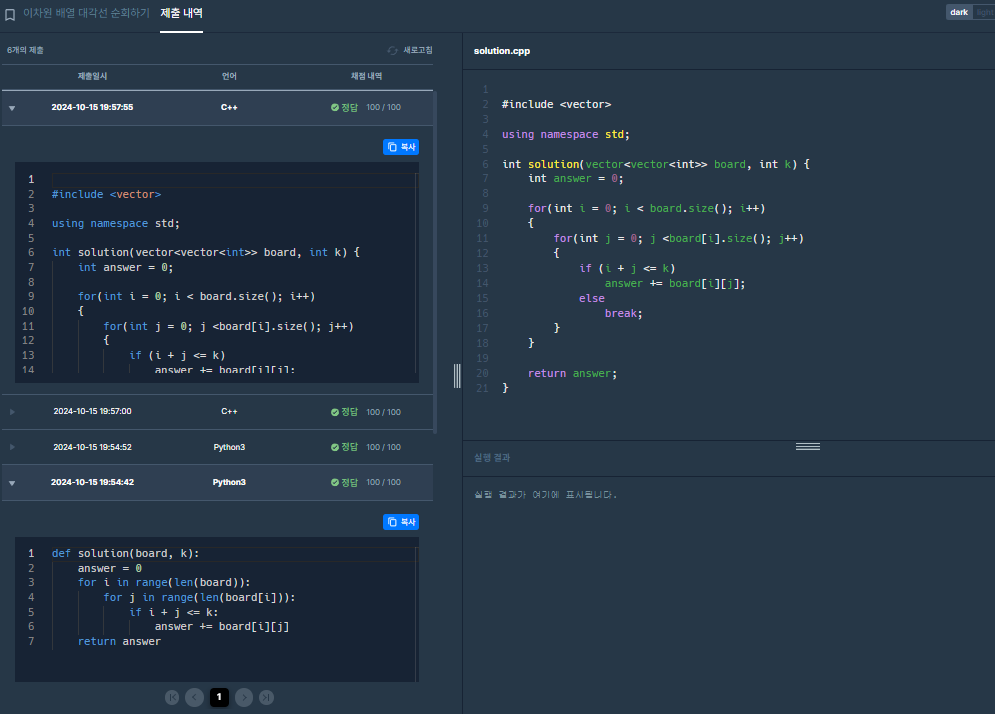 이차원 배열 대각선 순회하기 제출 내역
dark light
6개의 제출
새로고침
제출일시 언어 채점 내역
2024-10-15 19:57:55 C++ 정답 100 / 100
복사
1
2 #include <vector>
3
4 using namespace std;
5
6 int solution(vector<vector<int>> board, int k) {
7 int answer = 0;
8
9 for(int i = 0; i < board.size(); i++)
10 {
11 for(int j = 0; j <board[i].size(); j++)
12 {
13 if (i + j <= k)
14 answer += board[i][j];
2024-10-15 19:57:00 C++ 정답 100 / 100
2024-10-15 19:54:52 Python3 정답 100 / 100
2024-10-15 19:54:42 Python3 정답 100 / 100
복사
1 def solution(board, k):
2 answer = 0
3 for i in range(len(board)):
4 for j in range(len(board[i])):
5 if i + j <= k:
6 answer += board[i][j]
7 return answer
1
solution.cpp
1
2 #include <vector>
3
4 using namespace std;
5
6 int solution(vector<vector<int>> board, int k) {
7 int answer = 0;
8
9 for(int i = 0; i < board.size(); i++)
10 {
11 for(int j = 0; j <board[i].size(); j++)
12 {
13 if (i + j <= k)
14 answer += board[i][j];
15 else
16 break;
17 }
18 }
19
20 return answer;
21 }
실행 결과
실행 결과가 여기에 표시됩니다.